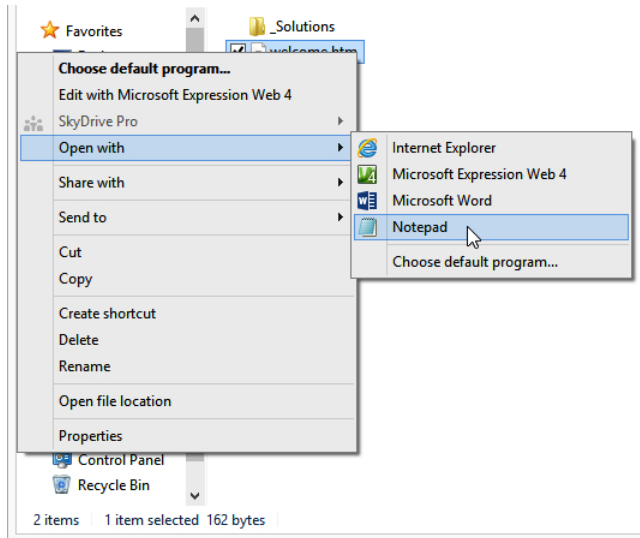 Favorites
_Solutions
welcome.htm
Choose default program...
Edit with Microsoft Expression Web 4
SkyDrive Pro
Open with
Share with
Send to
Cut
Copy
Create shortcut
Delete
Rename
Open file location
Properties
Internet Explorer
Microsoft Expression Web 4
Microsoft Word
Notepad
Choose default program...
Control Panel
Recycle Bin
2 items 1 item selected 162 bytes